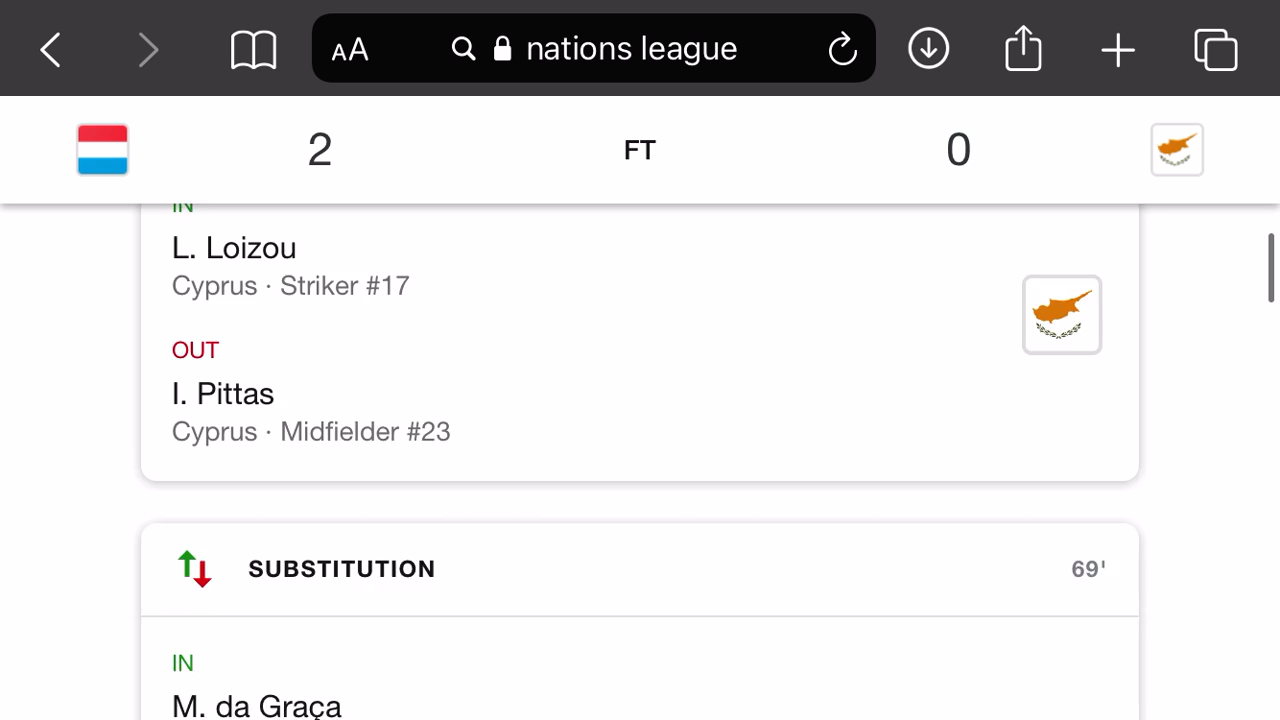 AA nations league
2 FT 0
IN
L. Loizou
Cyprus · Striker #17
OUT
I. Pittas
Cyprus · Midfielder #23
SUBSTITUTION 69'
IN
M. da Graça